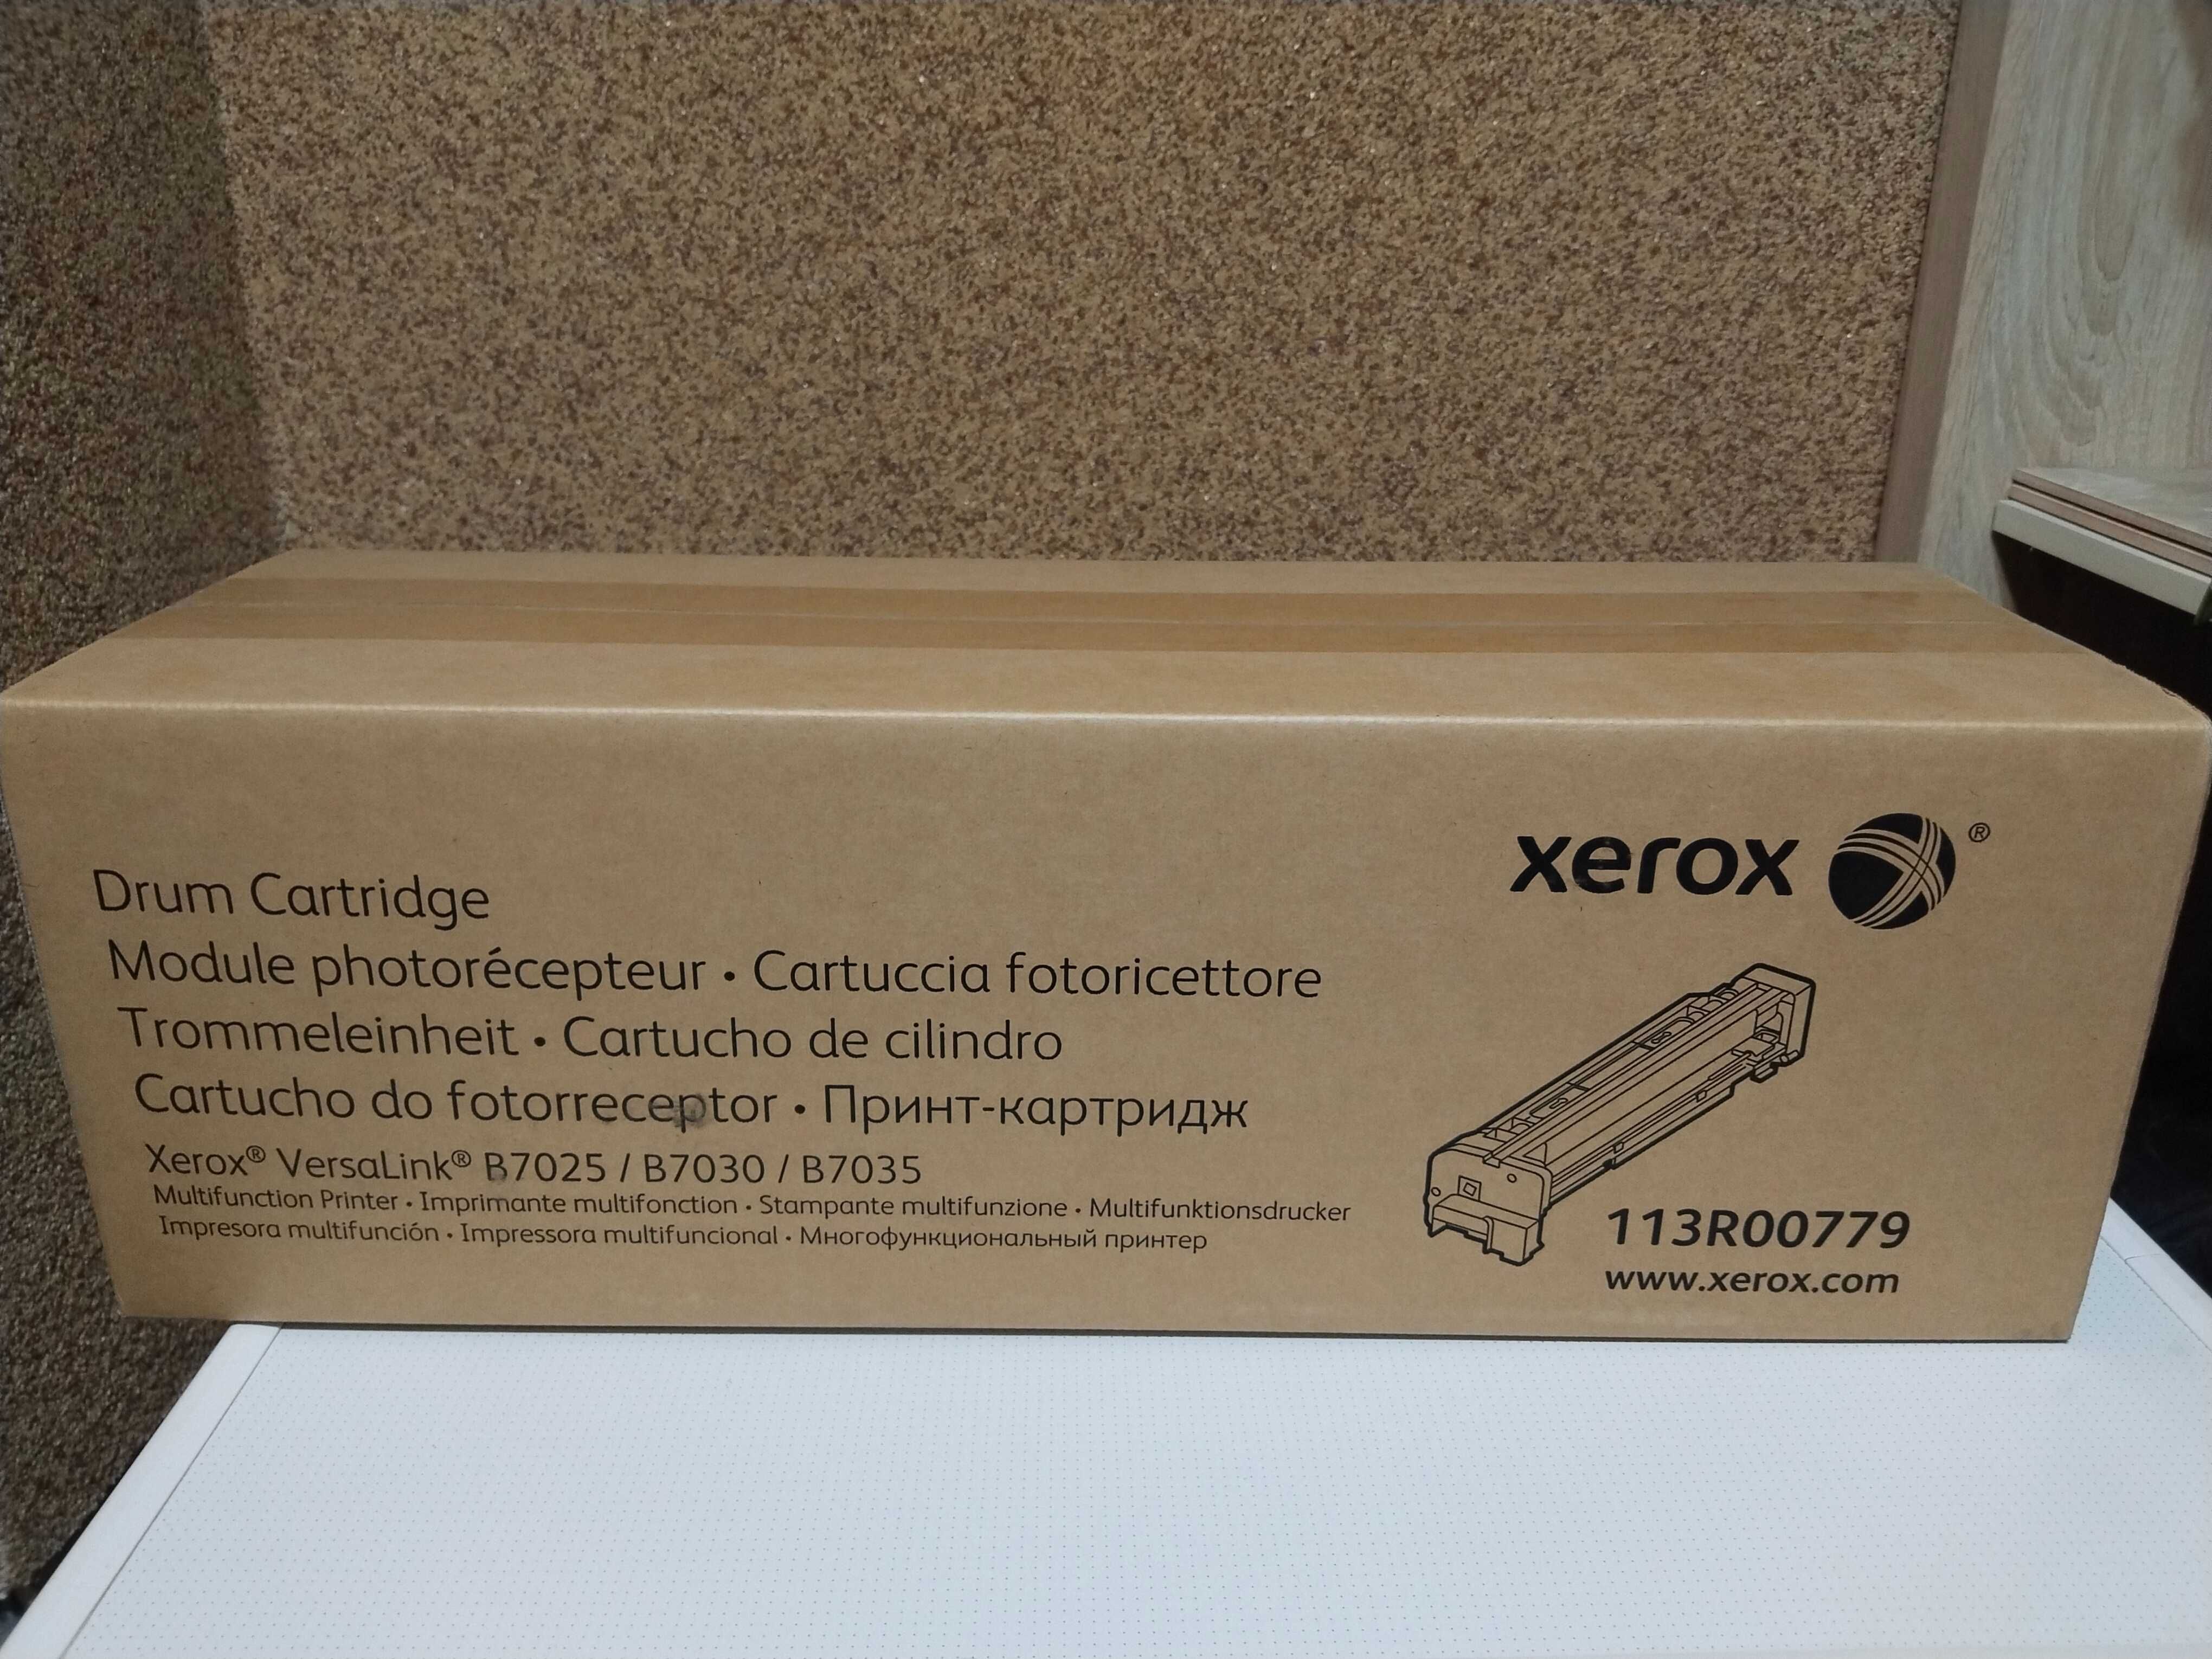 xerox ®
Drum Cartridge
Module photorécepteur • Cartuccia fotoricettore
Trommeleinheit • Cartucho de cilindro
Cartucho do fotorreceptor • Принт-картридж
Xerox® VersaLink® B7025 / B7030 / B7035
Multifunction Printer • Imprimante multifonction • Stampante multifunzione • Multifunktionsdrucker
Impresora multifunción • Impressora multifuncional • Многофункциональный принтер
113R00779
www.xerox.com